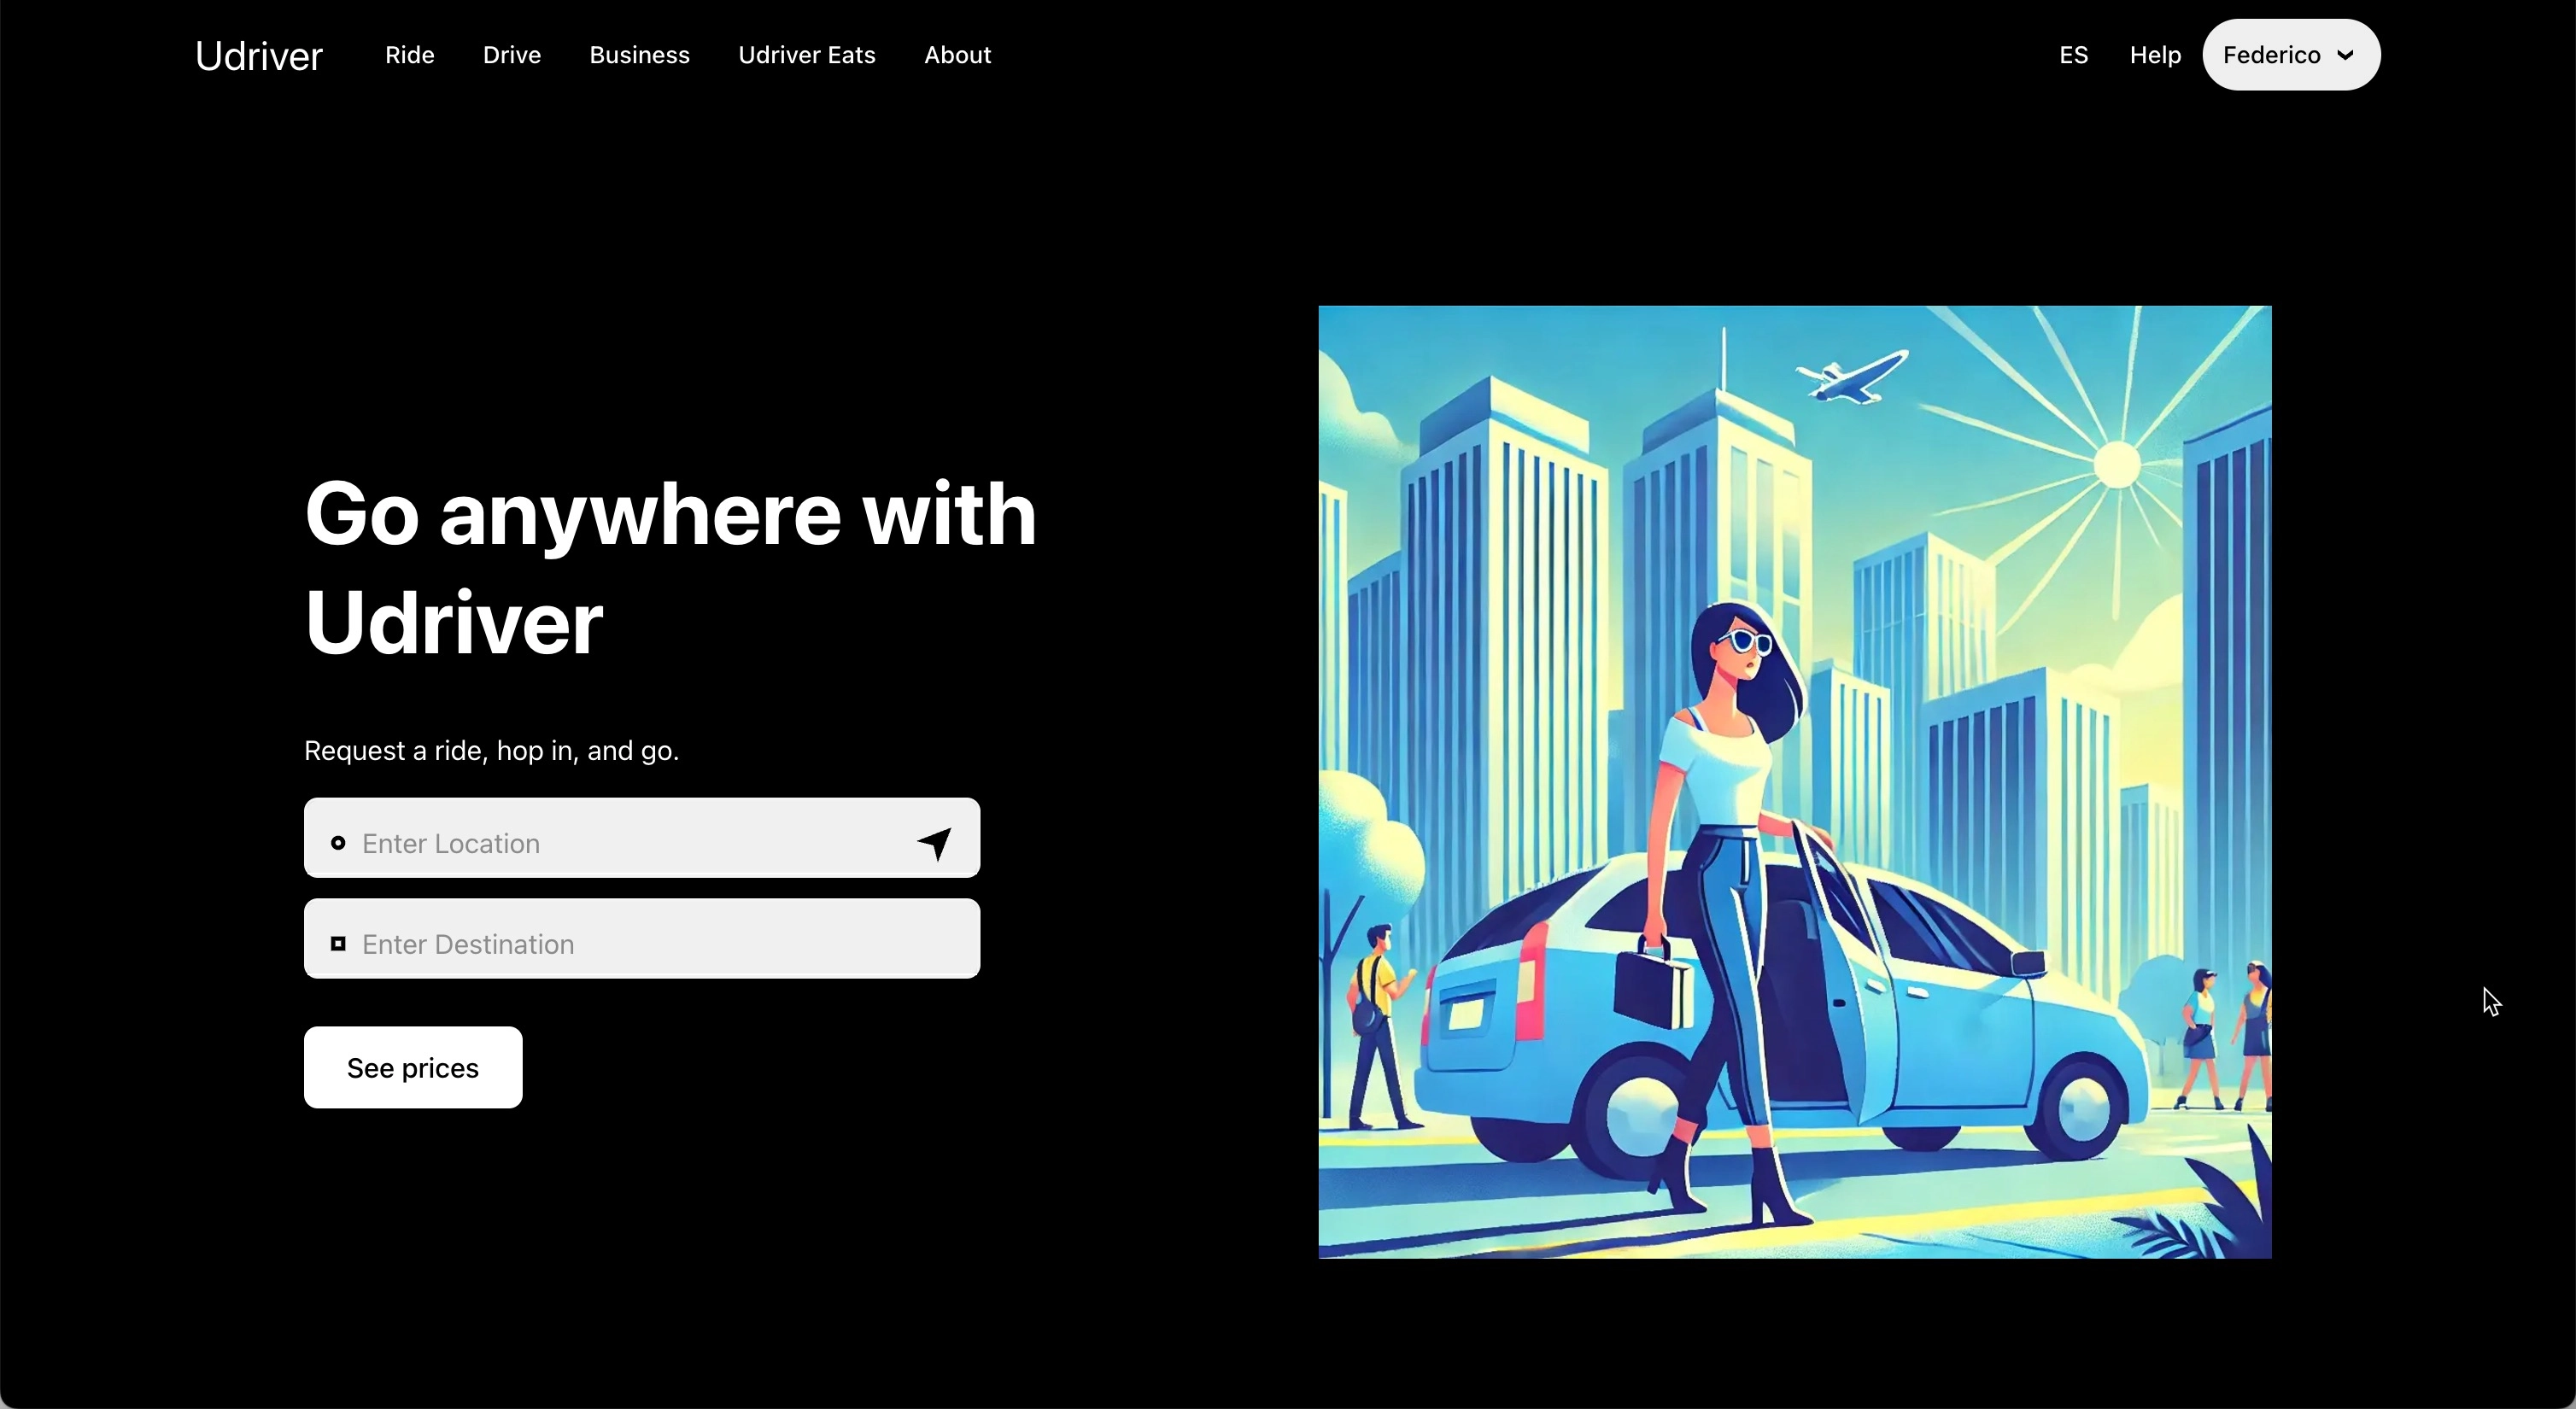 Udriver Ride Drive Business Udriver Eats About ES Help Federico
Go anywhere with
Udriver
Request a ride, hop in, and go.
Enter Location
Enter Destination
See prices